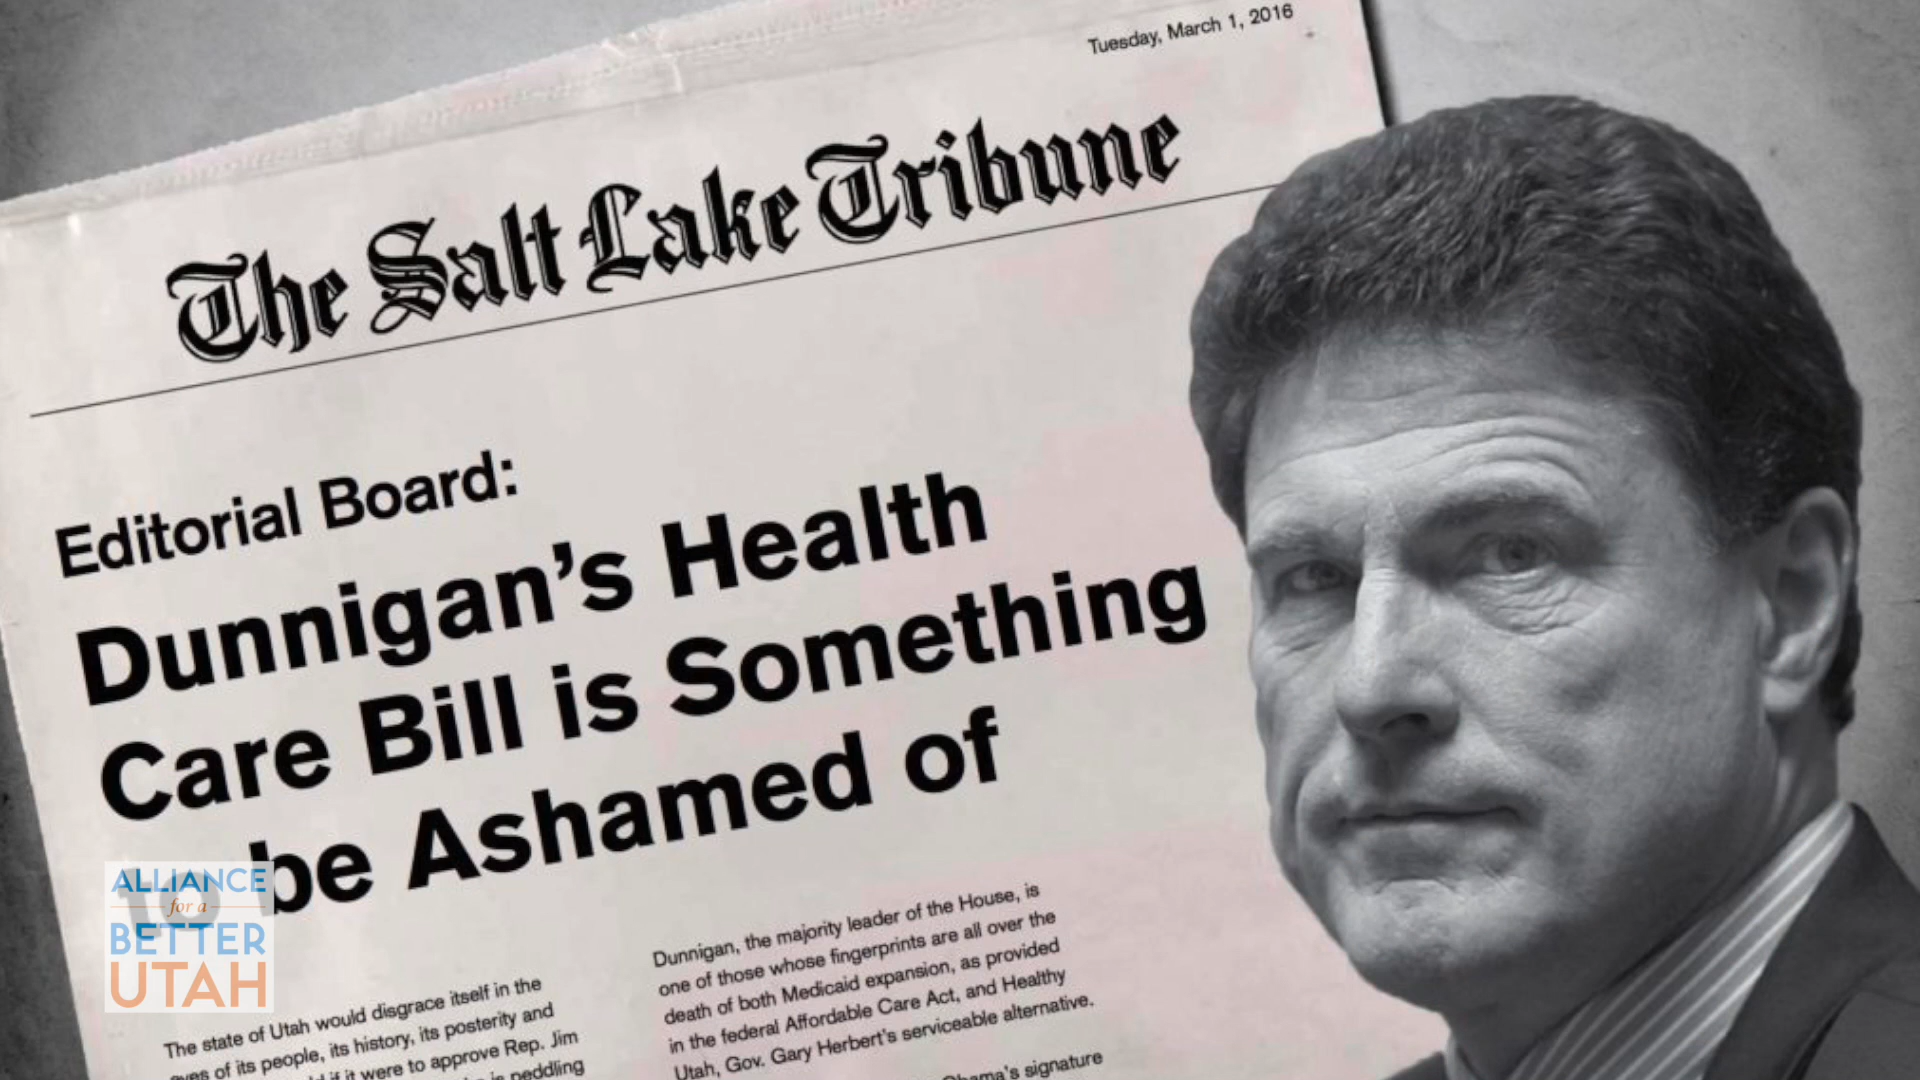 Tuesday, March 1, 2016
The Salt Lake Tribune
Editorial Board:
Dunnigan's Health
Care Bill is Something
to be Ashamed of
The state of Utah would disgrace itself in the
eyes of its people, its history, its posterity and
if it were to approve Rep. Jim
is peddling
Dunnigan, the majority leader of the House, is
one of those whose fingerprints are all over the
death of both Medicaid expansion, as provided
in the federal Affordable Care Act, and Healthy
Utah, Gov. Gary Herbert's serviceable alternative.
Obama's signature
ALLIANCE
for a
BETTER
UTAH